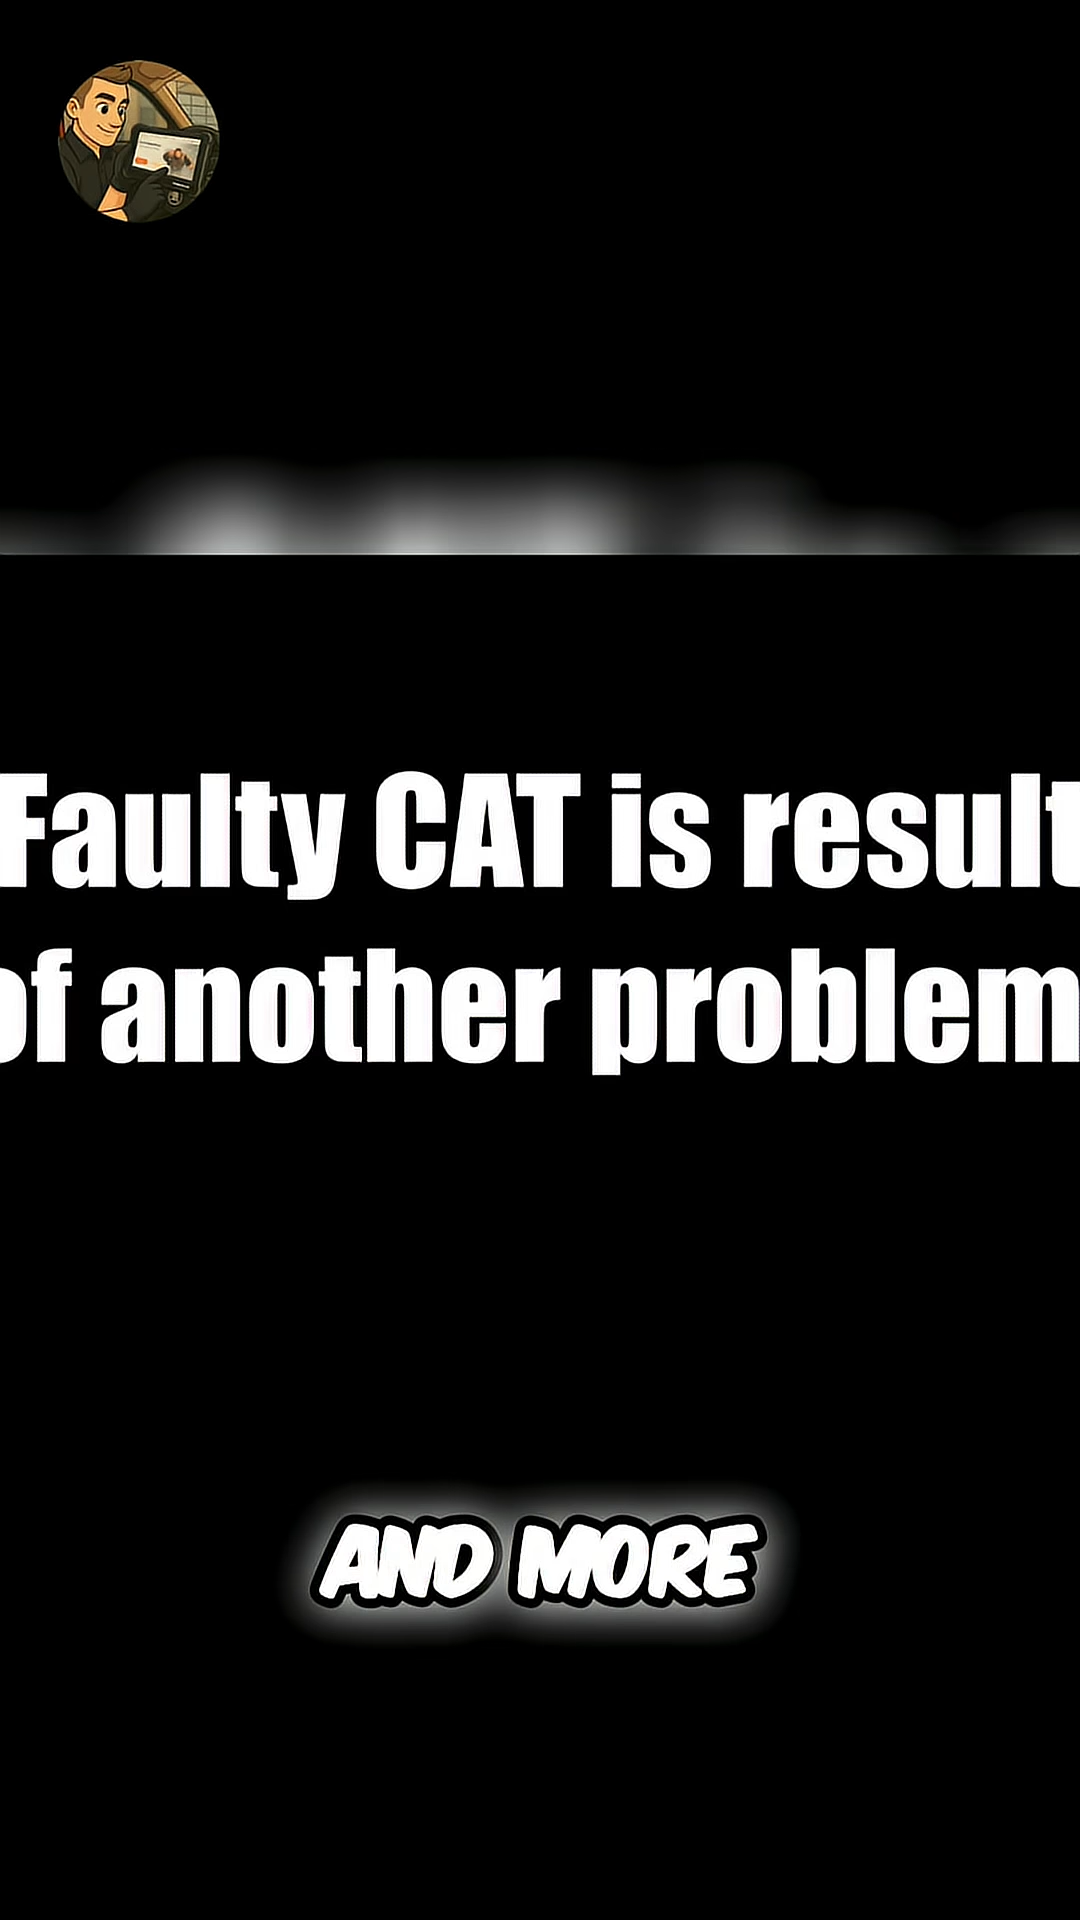 Faulty CAT is result
of another problem
AND MORE